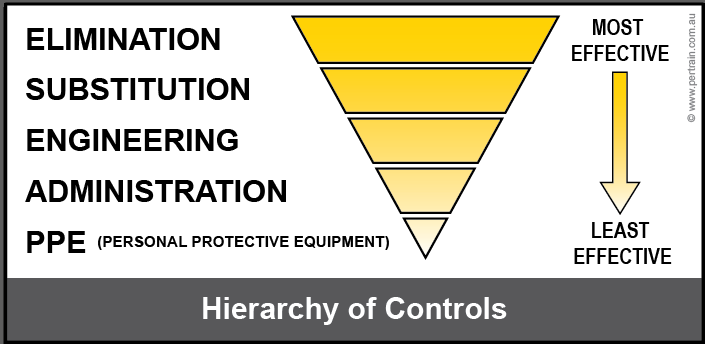 ELIMINATION
SUBSTITUTION
ENGINEERING
ADMINISTRATION
PPE (PERSONAL PROTECTIVE EQUIPMENT)
MOST
EFFECTIVE
LEAST
EFFECTIVE
© www.pertrain.com.au
Hierarchy of Controls